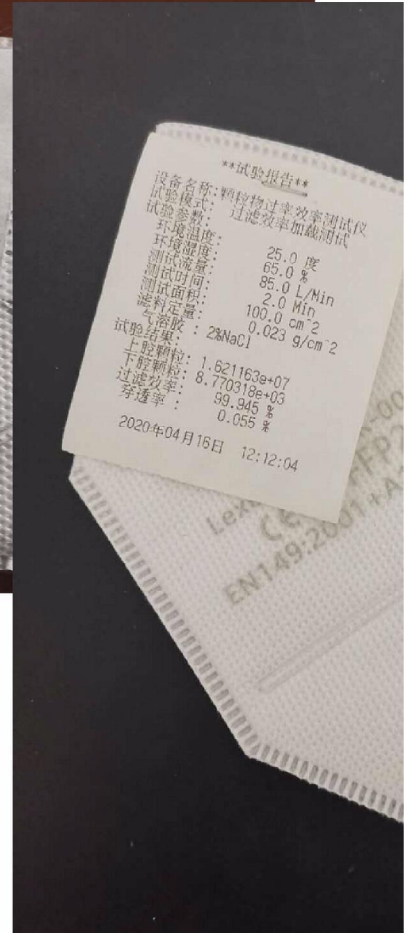 **试验报告**
设备名称: 颗粒物过率效率测试仪
试验模式: 过滤效率加载测试
试验参数:
环境温度: 25.0 度
环境湿度: 65.0 %
测试流量: 85.0 L/Min
测试时间: 2.0 Min
测试面积: 100.0 cm^2
滤料定量: 0.023 g/cm^2
气溶胶: 2%NaCl
试验结果:
上腔颗粒: 1.621163e+07
下腔颗粒: 8.770318e+03
过滤效率: 99.945 %
穿透率: 0.055 %
2020年04月16日 12:12:04
Lex
CE
FFP2
EN149:2001+A